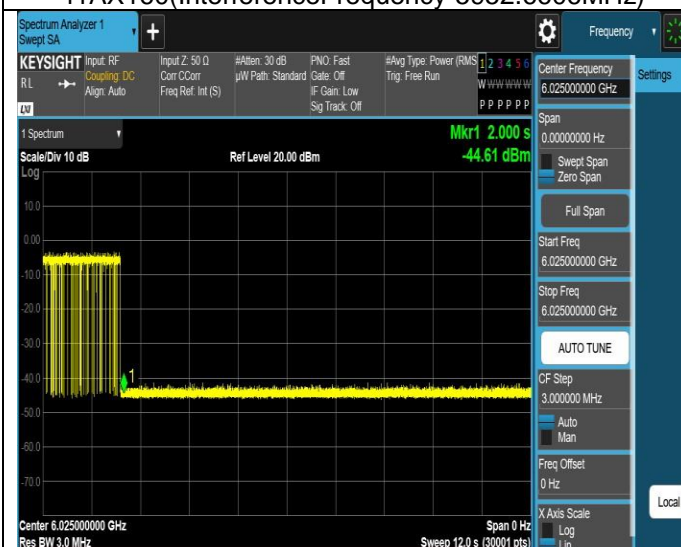 Spectrum Analyzer 1
Swept SA
+
Frequency
KEYSIGHT
RL
LXI
Input: RF
Coupling: DC
Align: Auto
Input Z: 50 Ω
Corr CCorr
Freq Ref: Int (S)
#Atten: 30 dB
µW Path: Standard
PNO: Fast
Gate: Off
IF Gain: Low
Sig Track: Off
#Avg Type: Power (RMS
Trig: Free Run
1 2 3 4 5 6
W W W W W W
P P P P P P
1 Spectrum
Scale/Div 10 dB
Log
Ref Level 20.00 dBm
Mkr1 2.000 s
-44.61 dBm
10.0
0.00
-10.0
-20.0
-30.0
-40.0
-50.0
-60.0
-70.0
1
Center 6.025000000 GHz
Res BW 3.0 MHz
Span 0 Hz
Sweep 12.0 s (30001 pts)
Center Frequency
6.025000000 GHz
Span
0.00000000 Hz
Swept Span
Zero Span
Full Span
Start Freq
6.025000000 GHz
Stop Freq
6.025000000 GHz
AUTO TUNE
CF Step
3.000000 MHz
Auto
Man
Freq Offset
0 Hz
X Axis Scale
Log
Lin
Settings
Local